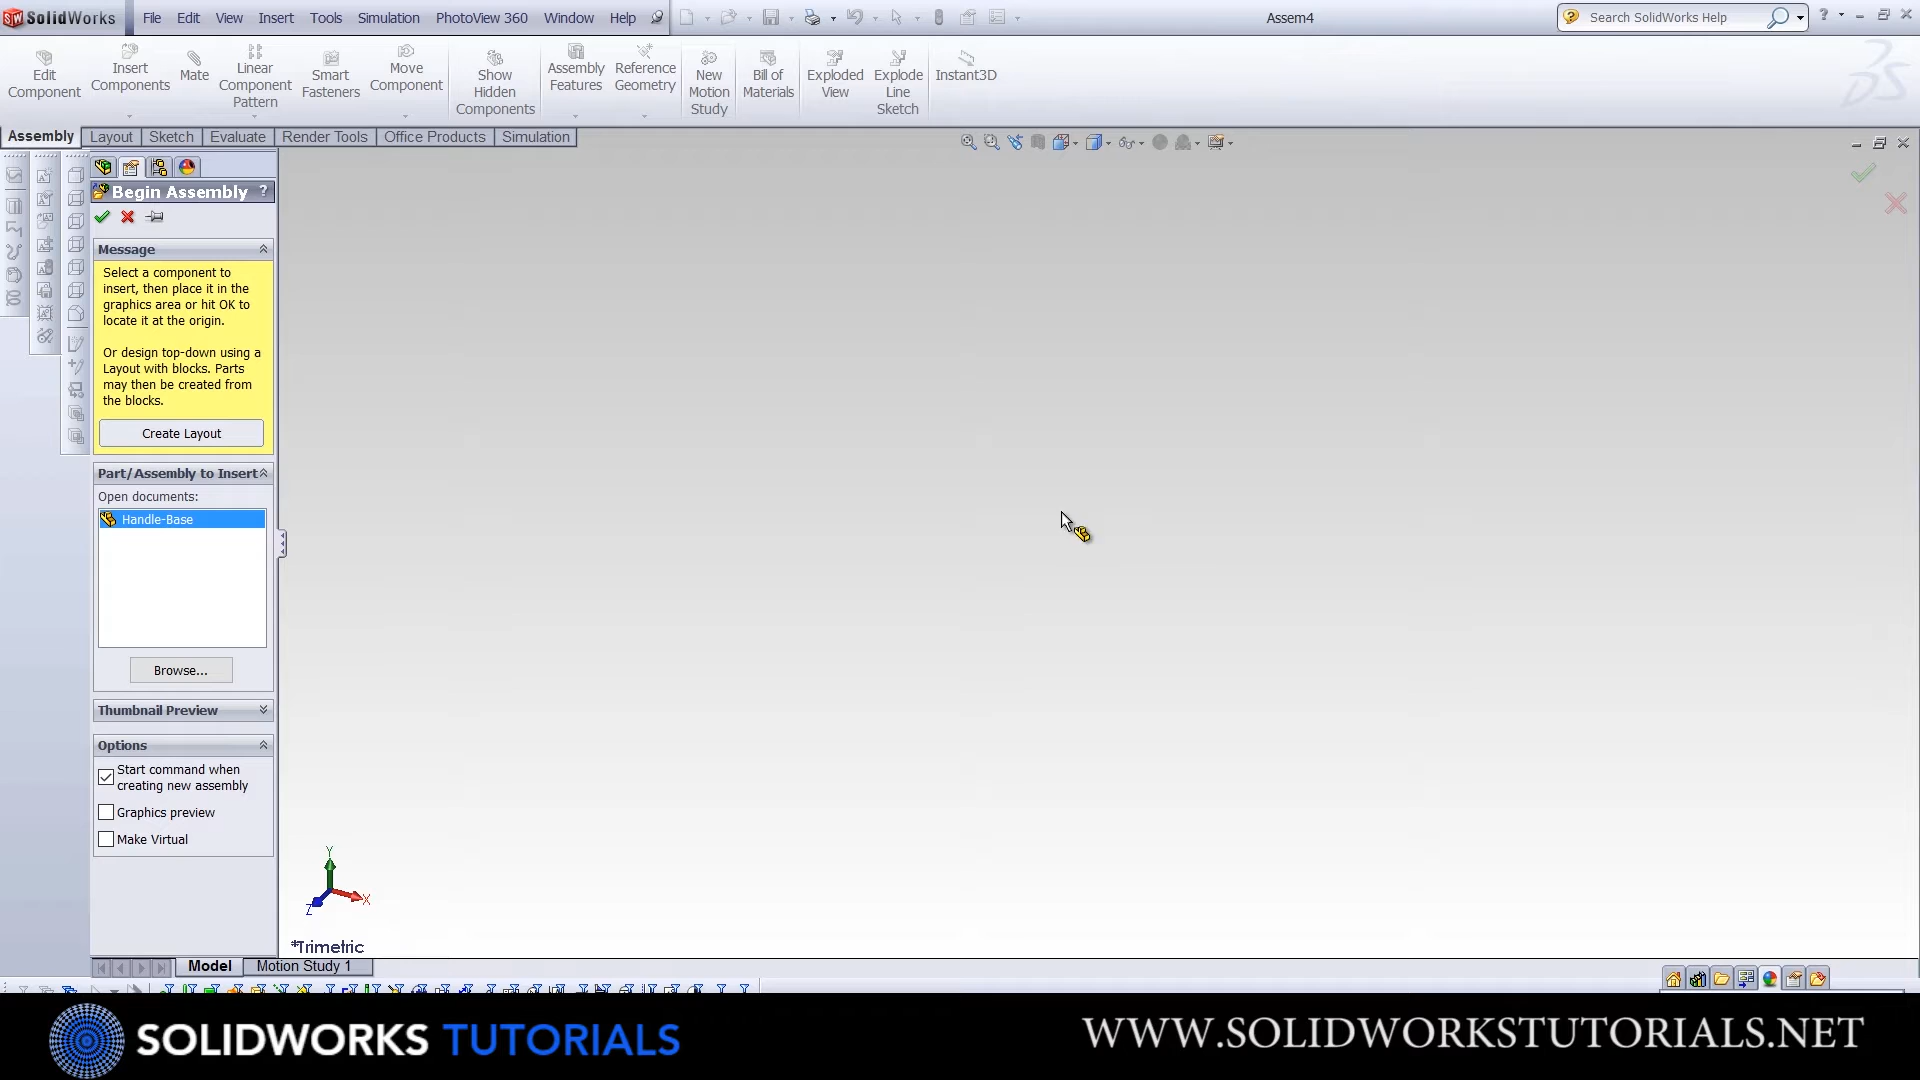 SolidWorks File Edit View Insert Tools Simulation PhotoView 360 Window Help Assem4 Search SolidWorks Help ?
Edit Component
Insert Components
Mate
Linear Component Pattern
Smart Fasteners
Move Component
Show Hidden Components
Assembly Features
Reference Geometry
New Motion Study
Bill of Materials
Exploded View
Explode Line Sketch
Instant3D
Assembly Layout Sketch Evaluate Render Tools Office Products Simulation
Begin Assembly ?
Message
Select a component to
insert, then place it in the
graphics area or hit OK to
locate it at the origin.
Or design top-down using a
Layout with blocks. Parts
may then be created from
the blocks.
Create Layout
Part/Assembly to Insert
Open documents:
Handle-Base
Browse...
Thumbnail Preview
Options
Start command when
creating new assembly
Graphics preview
Make Virtual
Y
X
Z
*Trimetric
Model Motion Study 1
SOLIDWORKS TUTORIALS
WWW.SOLIDWORKSTUTORIALS.NET